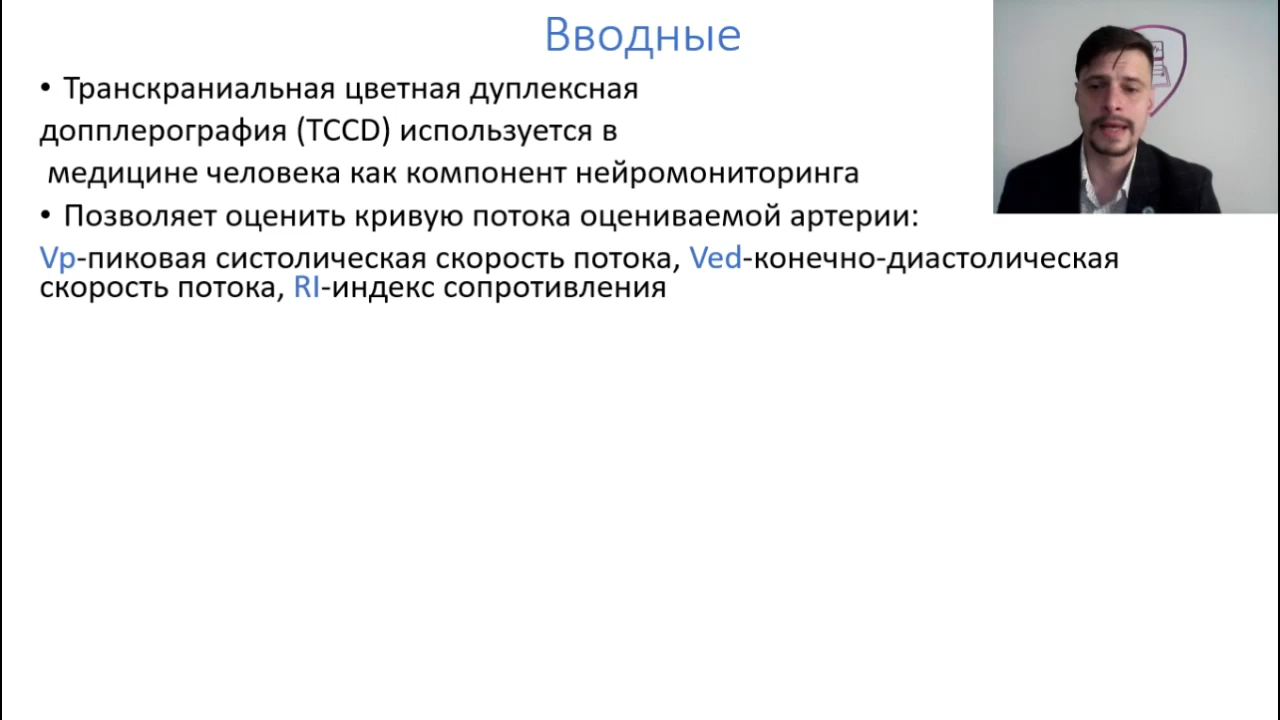 Вводные
• Транскраниальная цветная дуплексная
допплерография (TCCD) используется в
медицине человека как компонент нейромониторинга
• Позволяет оценить кривую потока оцениваемой артерии:
Vp-пиковая систолическая скорость потока, Ved-конечно-диастолическая
скорость потока, RI-индекс сопротивления